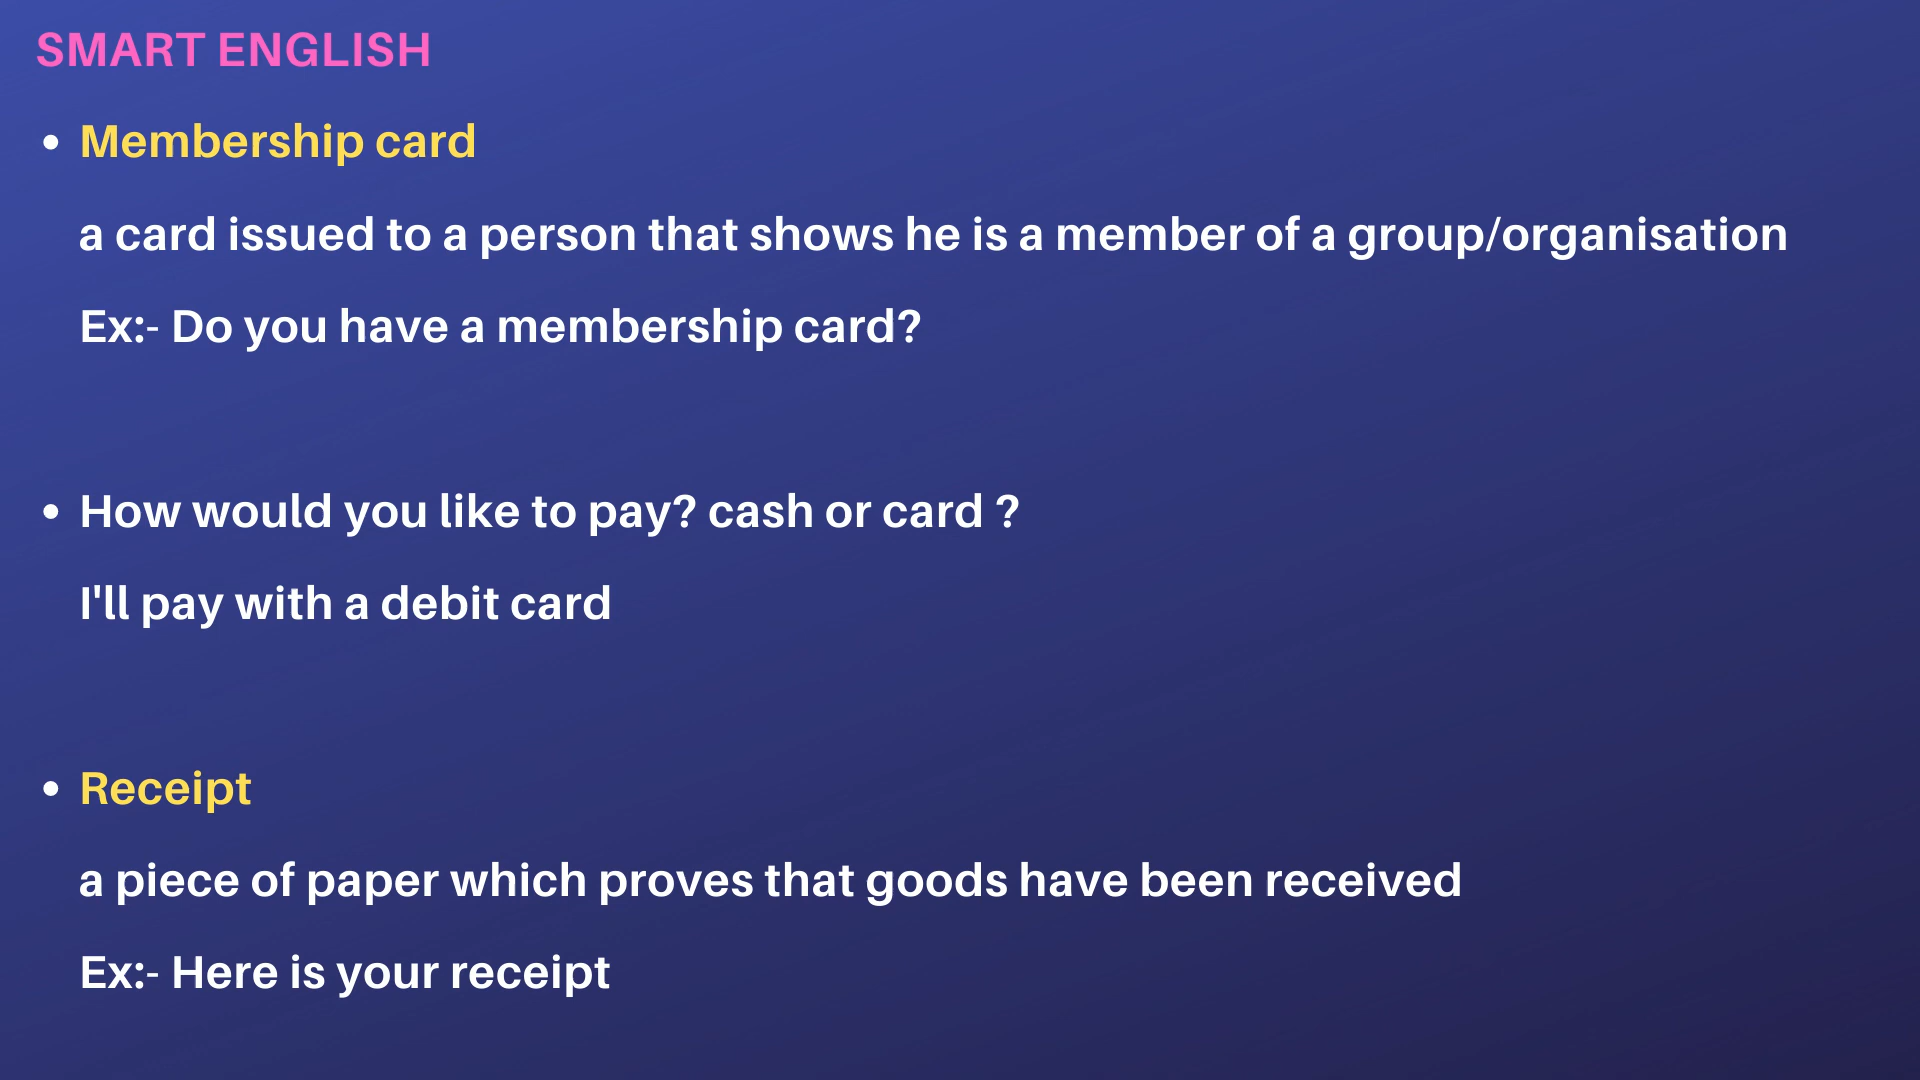 SMART ENGLISH
• Membership card
a card issued to a person that shows he is a member of a group/organisation
Ex:- Do you have a membership card?
• How would you like to pay? cash or card ?
I'll pay with a debit card
• Receipt
a piece of paper which proves that goods have been received
Ex:- Here is your receipt